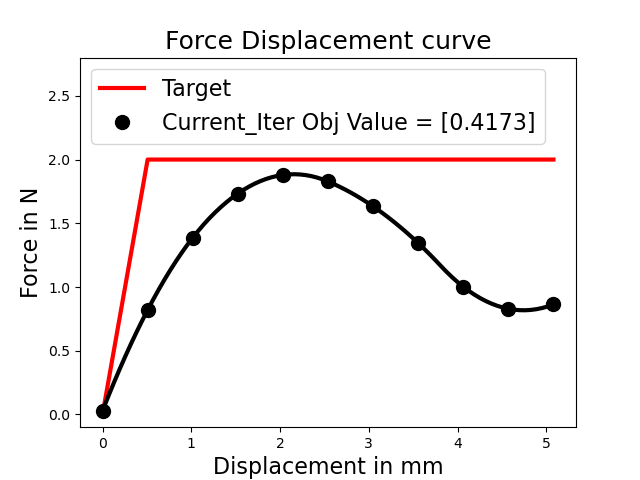 Force Displacement curve
Target
Current_Iter Obj Value = [0.4173]
2.5
2.0
1.5
1.0
0.5
0.0
Force in N
0 1 2 3 4 5
Displacement in mm